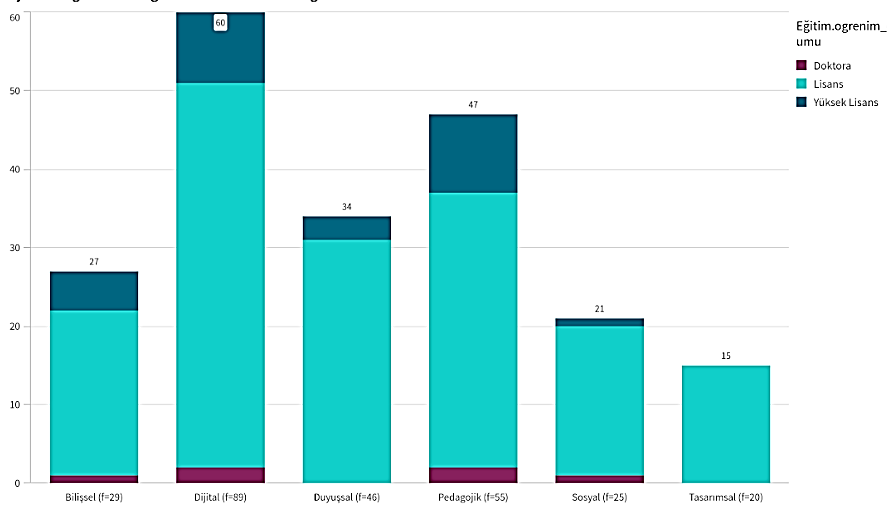 60
50
40
30
20
10
0
27
60
34
47
21
15
Bilişsel (f=29)
Dijital (f=89)
Duyuşsal (f=46)
Pedagojik (f=55)
Sosyal (f=25)
Tasarımsal (f=20)
Eğitim.ogrenim_
umu
Doktora
Lisans
Yüksek Lisans